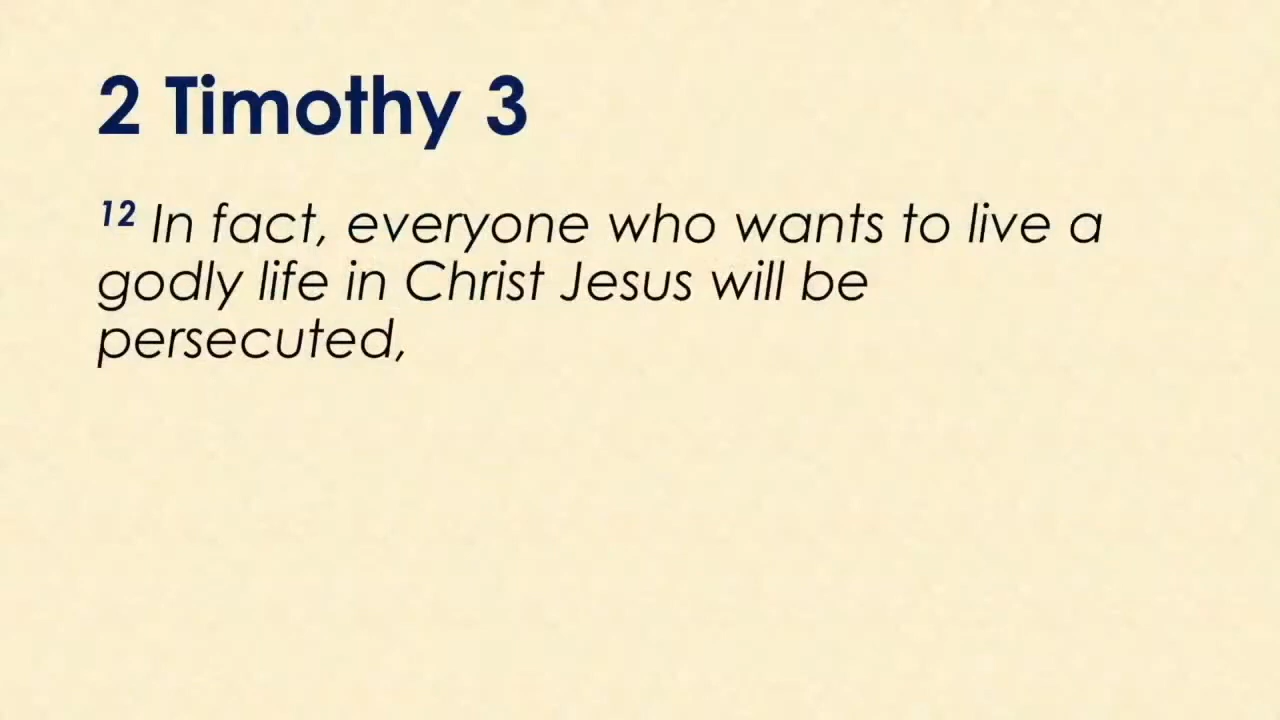 2 Timothy 3
12 In fact, everyone who wants to live a
godly life in Christ Jesus will be
persecuted,